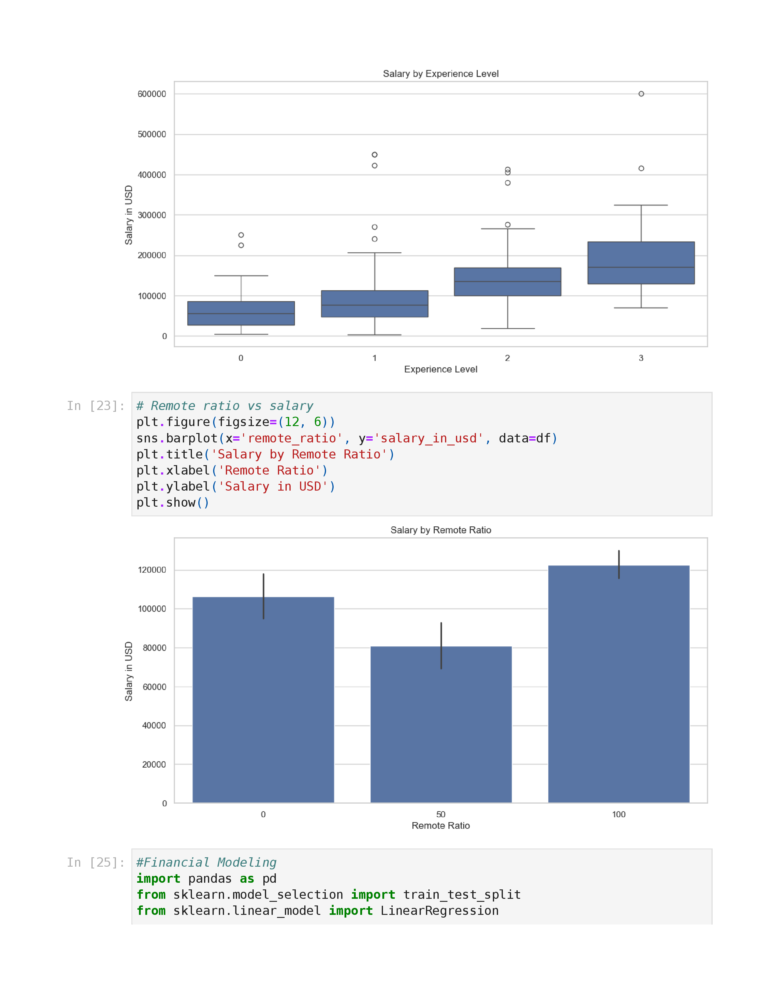 Salary by Experience Level
600000
500000
400000
300000
200000
100000
0
Salary in USD
0 1 2 3
Experience Level
In [23]:
# Remote ratio vs salary
plt.figure(figsize=(12, 6))
sns.barplot(x='remote_ratio', y='salary_in_usd', data=df)
plt.title('Salary by Remote Ratio')
plt.xlabel('Remote Ratio')
plt.ylabel('Salary in USD')
plt.show()
Salary by Remote Ratio
120000
100000
80000
60000
40000
20000
0
Salary in USD
0 50 100
Remote Ratio
In [25]:
#Financial Modeling
import pandas as pd
from sklearn.model_selection import train_test_split
from sklearn.linear_model import LinearRegression